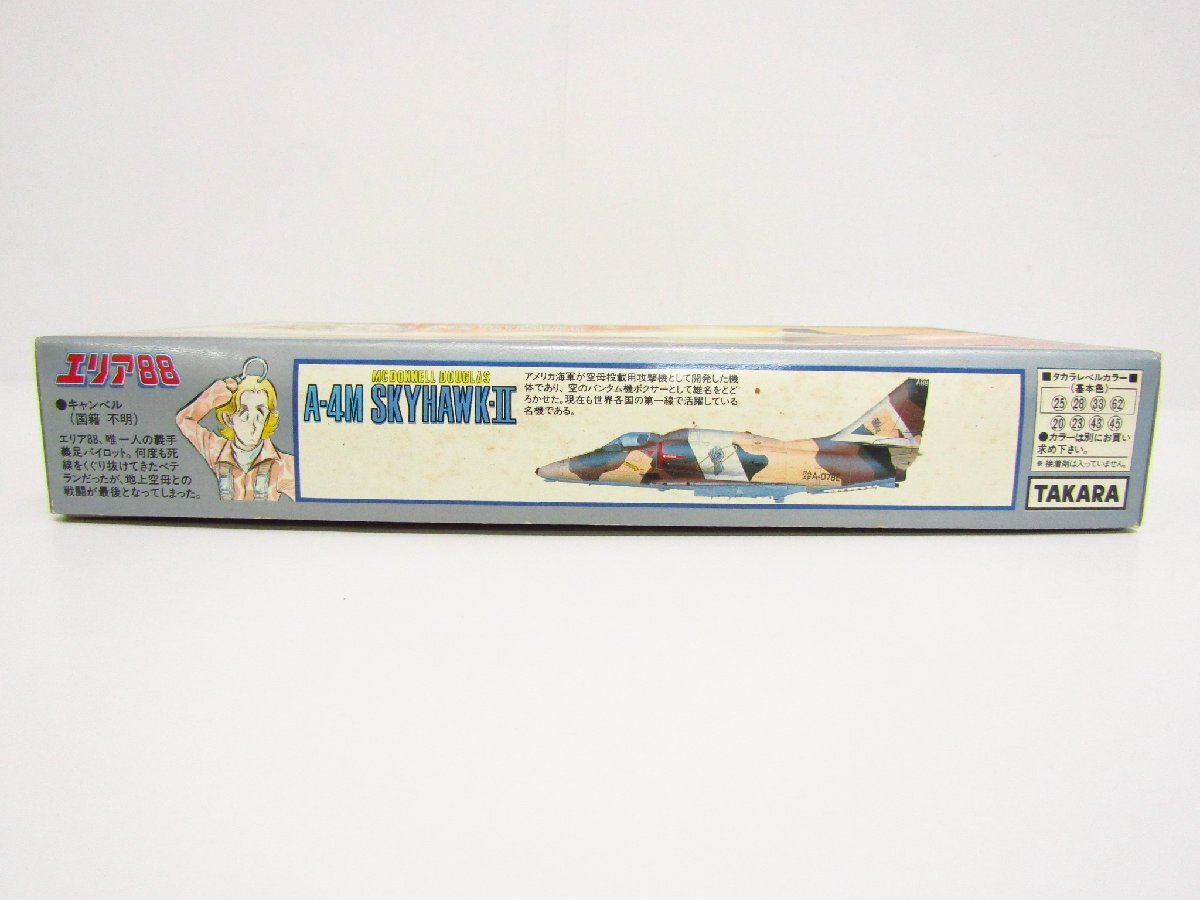 エリア88
●キャンベル
(国籍 不明)
エリア88、唯一人の義手
義足パイロット。何度も死
線をくぐり抜けてきたベテ
ランだったが、地上空母との
戦闘が最後となってしまった。
MCDONNELL DOUGLAS
A-4M SKYHAWK-II
アメリカ海軍が空母投載用攻撃機として開発した機
体であり、空のバンタム機ボクサーとして雄名をとど
ろかせた。現在も世界各国の第一線で活躍している
名機である。
A88
A-076E
■タカラレベルカラー■
(基本色)
㉕ ㉘ ㉝ 62
⑳ ㉓ ㊸ ㊺
●カラーは別にお買い
求め下さい。
※接着剤は入っていません。
TAKARA